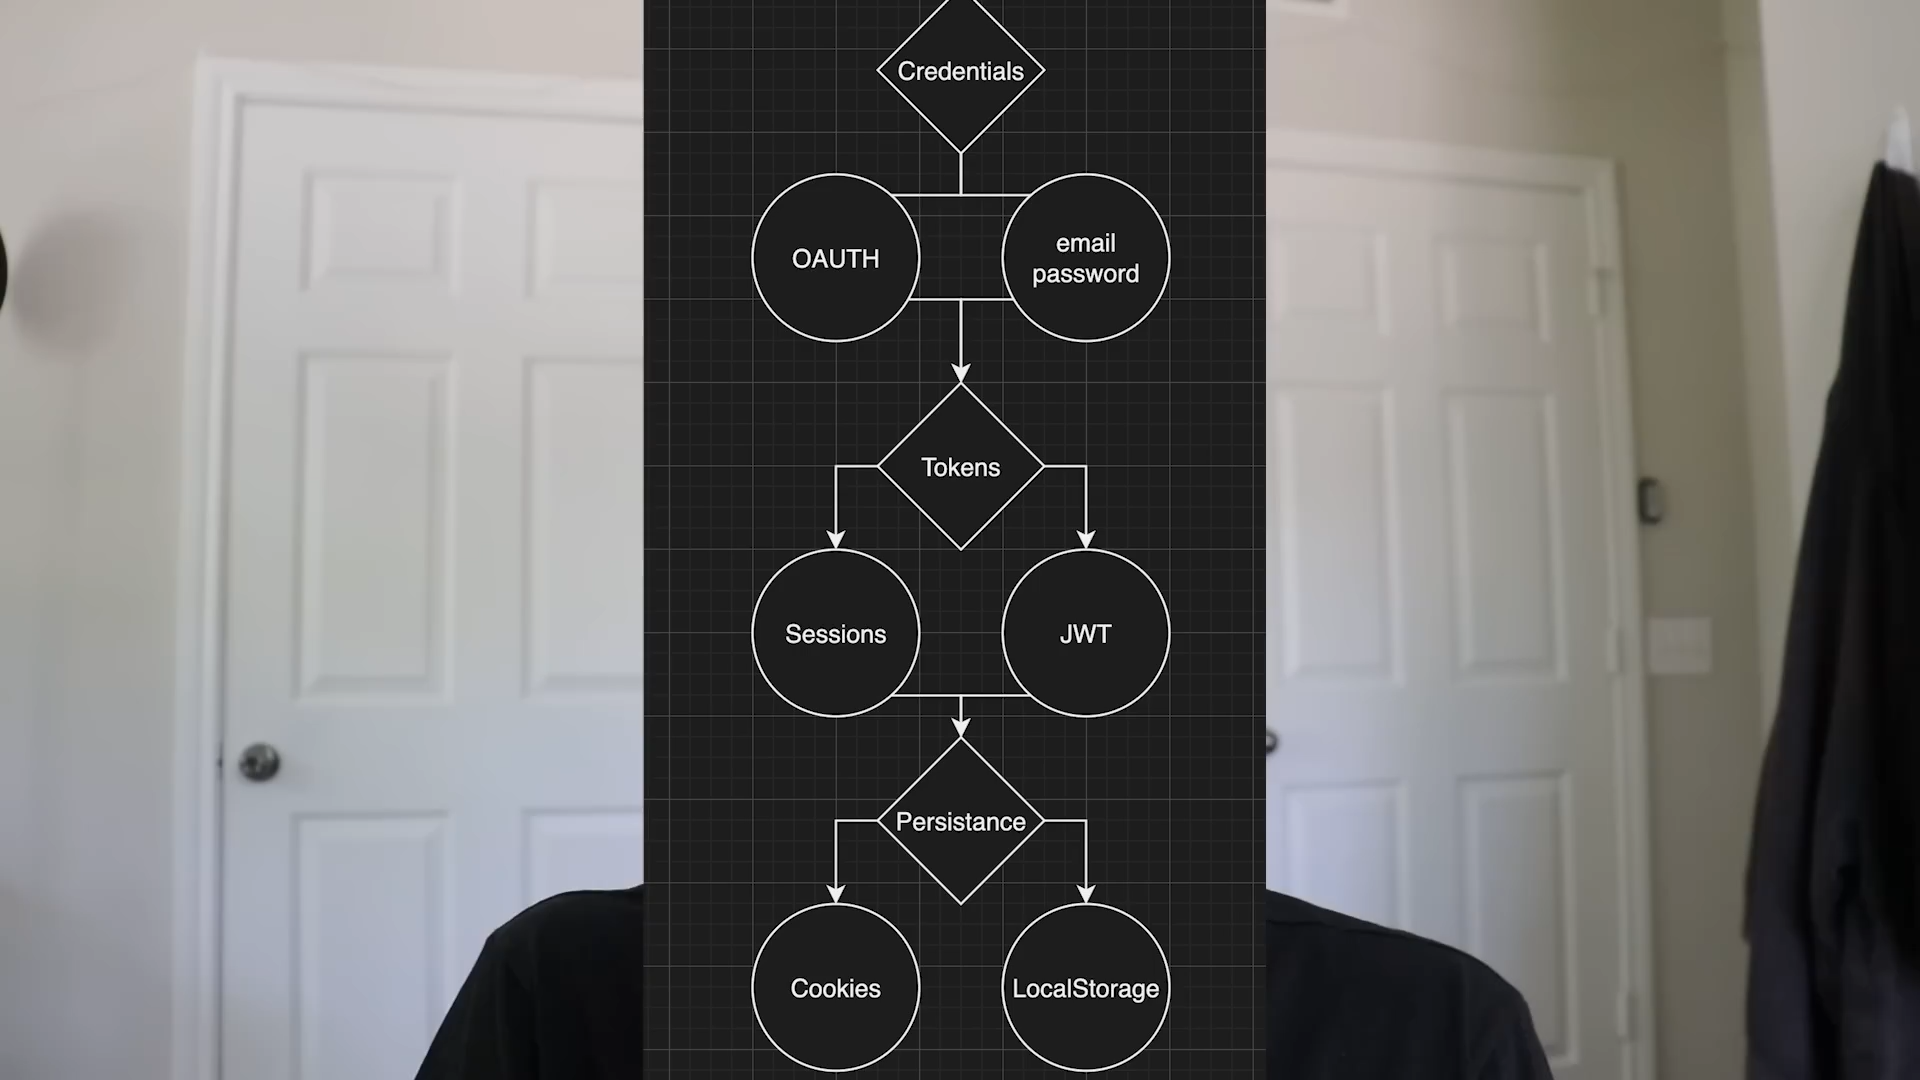 Credentials
OAUTH
email
password
Tokens
Sessions
JWT
Persistance
Cookies
LocalStorage